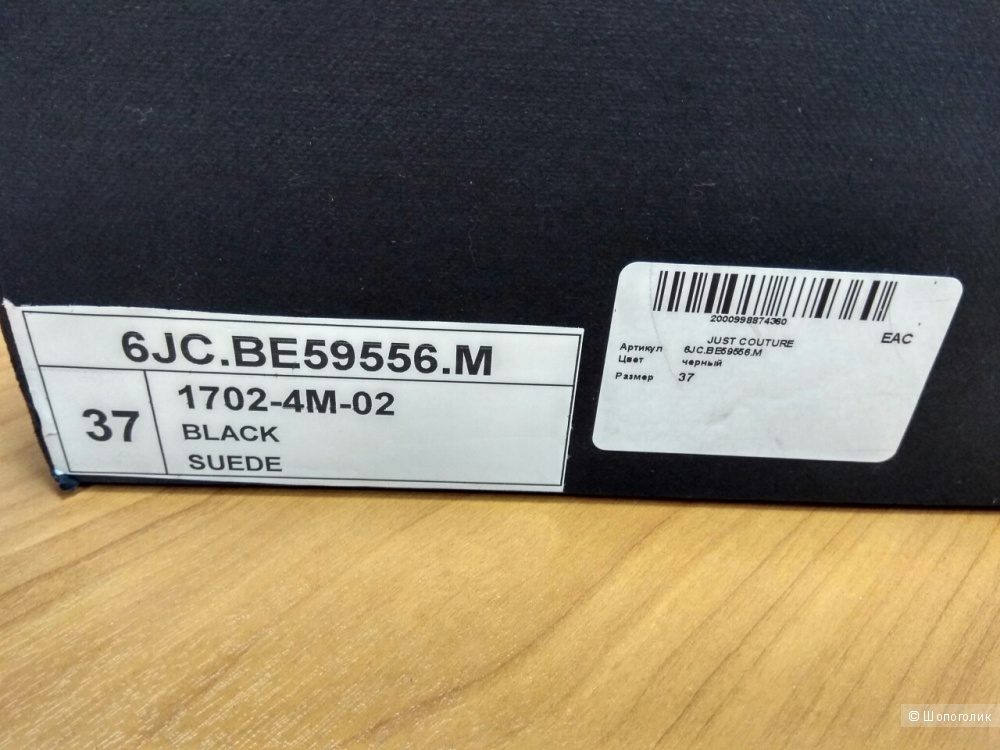 6JC.BE59556.M
37
1702-4M-02
BLACK
SUEDE
2000998874360
JUST COUTURE
EAC
Артикул 6JC.BE59556.M
Цвет черный
Размер 37
© Шопоголик